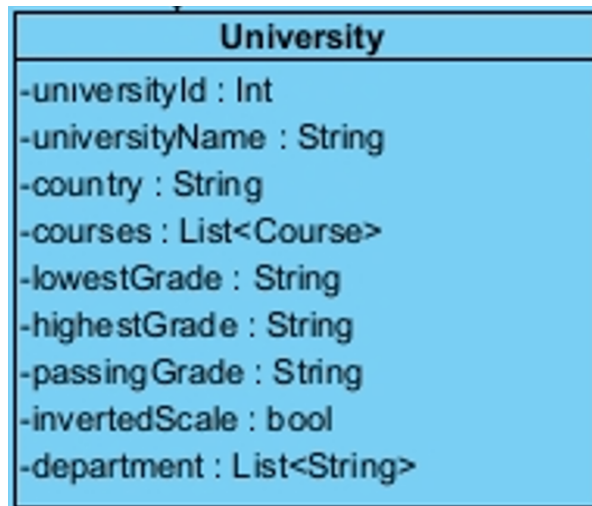 University
-universityId : Int
-universityName : String
-country : String
-courses : List<Course>
-lowestGrade : String
-highestGrade : String
-passingGrade : String
-invertedScale : bool
-department : List<String>